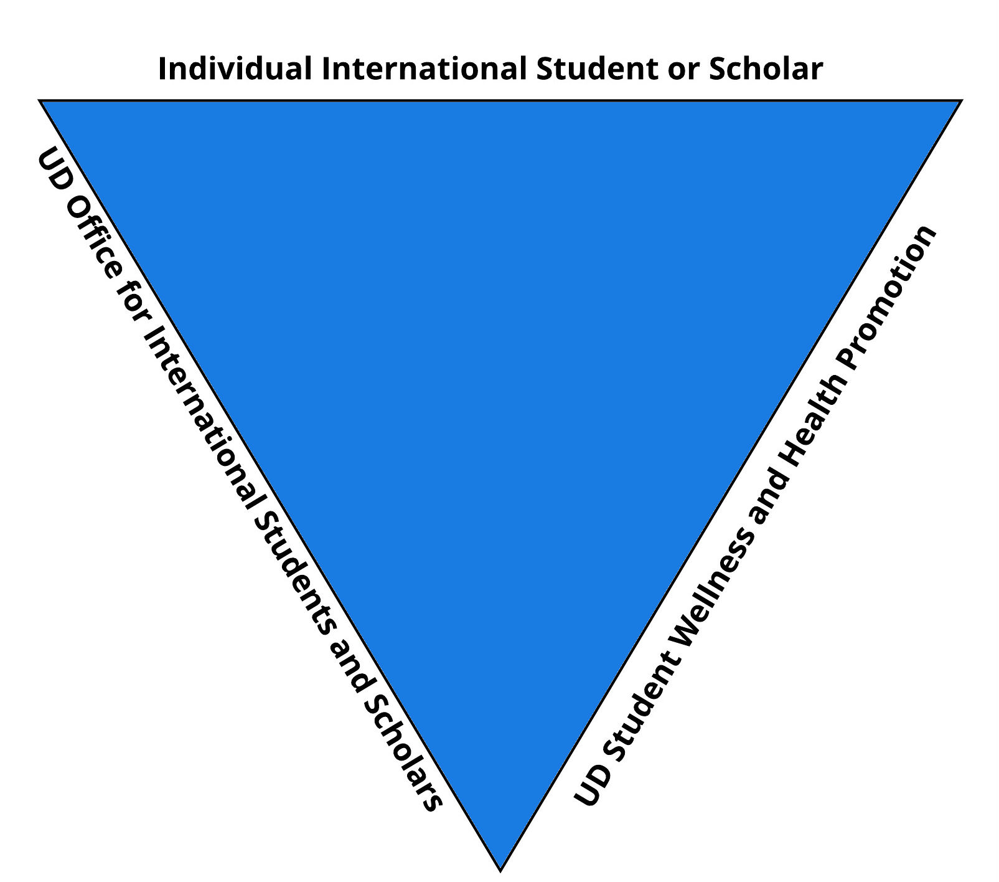 Individual International Student or Scholar
UD Office for International Students and Scholars
UD Student Wellness and Health Promotion